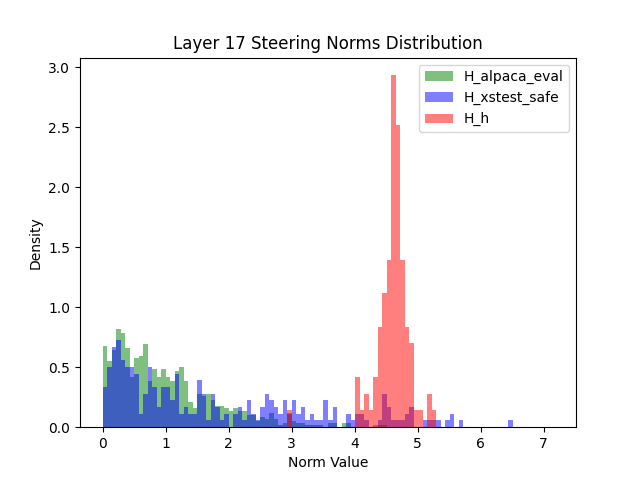 Layer 17 Steering Norms Distribution
H_alpaca_eval
H_xstest_safe
H_h
3.0
2.5
2.0
1.5
1.0
0.5
0.0
Density
0 1 2 3 4 5 6 7
Norm Value